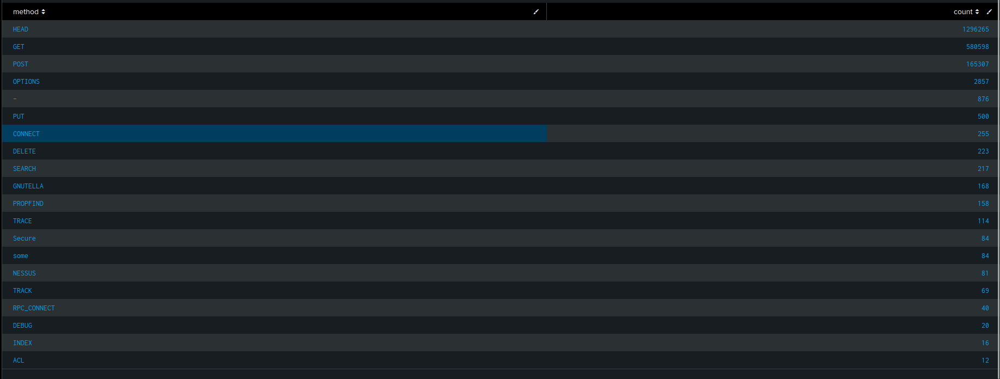 method count
HEAD 1296265
GET 580598
POST 165307
OPTIONS 2857
- 876
PUT 500
CONNECT 255
DELETE 223
SEARCH 217
GNUTELLA 168
PROPFIND 158
TRACE 114
Secure 84
some 84
NESSUS 81
TRACK 69
RPC_CONNECT 40
DEBUG 20
INDEX 16
ACL 12